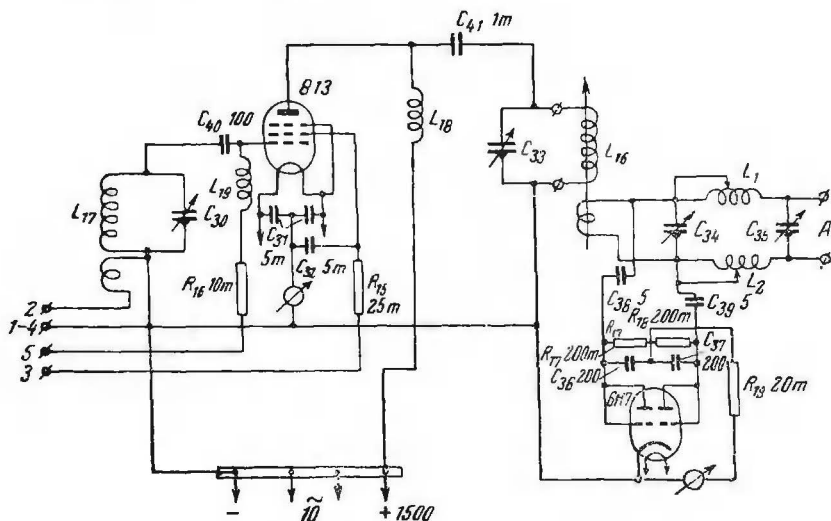 C41 1m
813
C40 100
L18
C33
L16
L1
L17
C30
L19
C31
C34
C35
A
5m
C32 5m
L2
R16 10m
R15
25m
C38 5
C39 5
2
1-4
5
3
R17
R18 200m
R17 200m
C37
200
C36 200
6H7
R19 20m
-
~
10
+1500